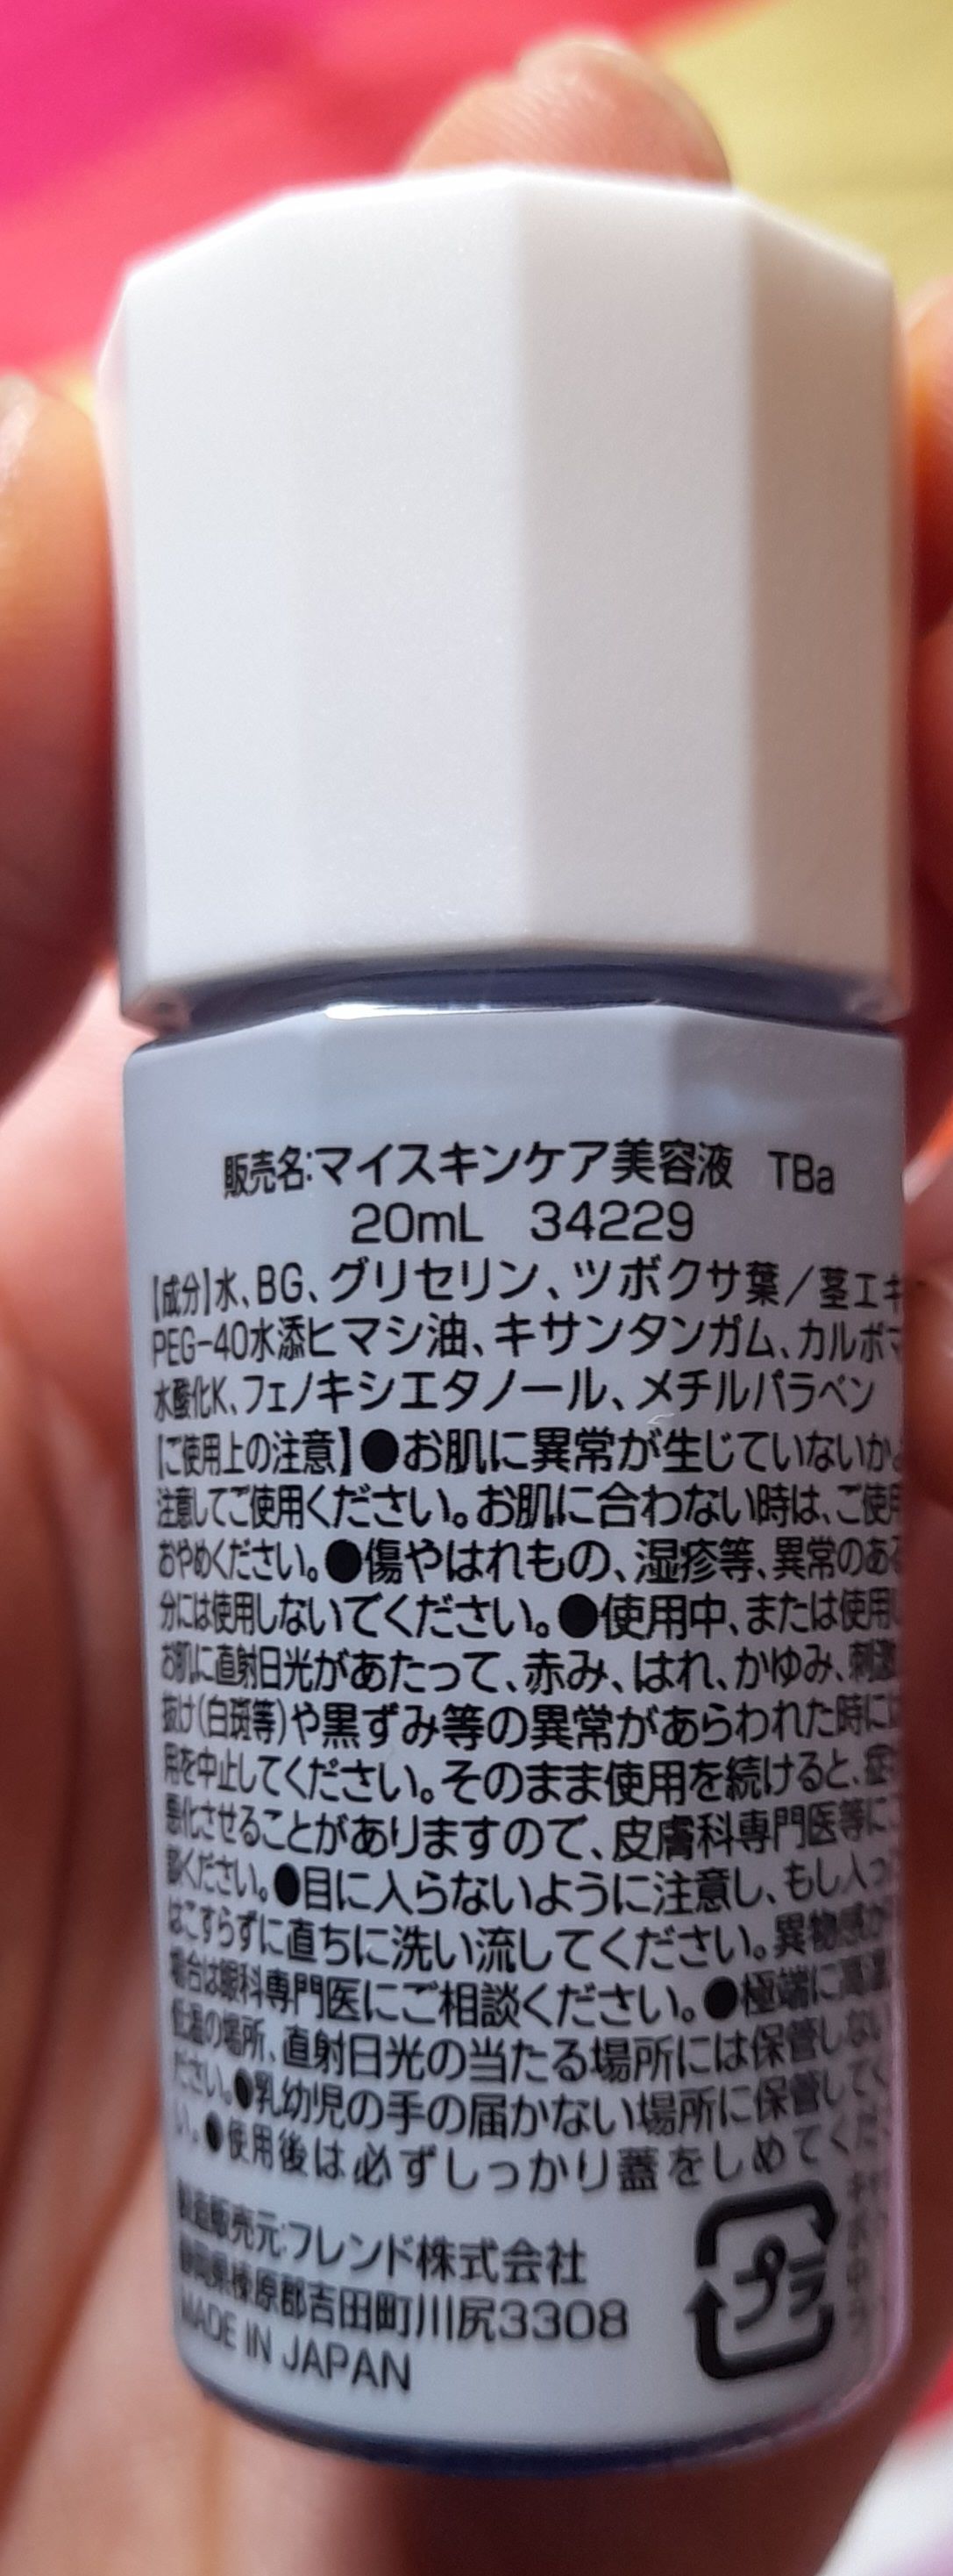 販売名:マイスキンケア美容液 TBa
20mL 34229
【成分】水、BG、グリセリン、ツボクサ葉/茎エキ
PEG-40水添ヒマシ油、キサンタンガム、カルボマ
水酸化K、フェノキシエタノール、メチルパラベン
【ご使用上の注意】●お肌に異常が生じていないか
注意してご使用ください。お肌に合わない時は、ご使用
おやめください。●傷やはれもの、湿疹等、異常のある
分には使用しないでください。●使用中、または使用し
お肌に直射日光があたって、赤み、はれ、かゆみ、刺激
抜け(白斑等)や黒ずみ等の異常があらわれた時には
用を中止してください。そのまま使用を続けると、症
悪化させることがありますので、皮膚科専門医等にご
談ください。●目に入らないように注意し、もし入っ
はこすらずに直ちに洗い流してください。異物感が
場合は眼科専門医にご相談ください。●極端に高温
低温の場所、直射日光の当たる場所には保管しない
ださい。●乳幼児の手の届かない場所に保管してく
い。●使用後は必ずしっかり蓋をしめてくだ
製造販売元:フレンド株式会社
静岡県榛原郡吉田町川尻3308
MADE IN JAPAN
プラ